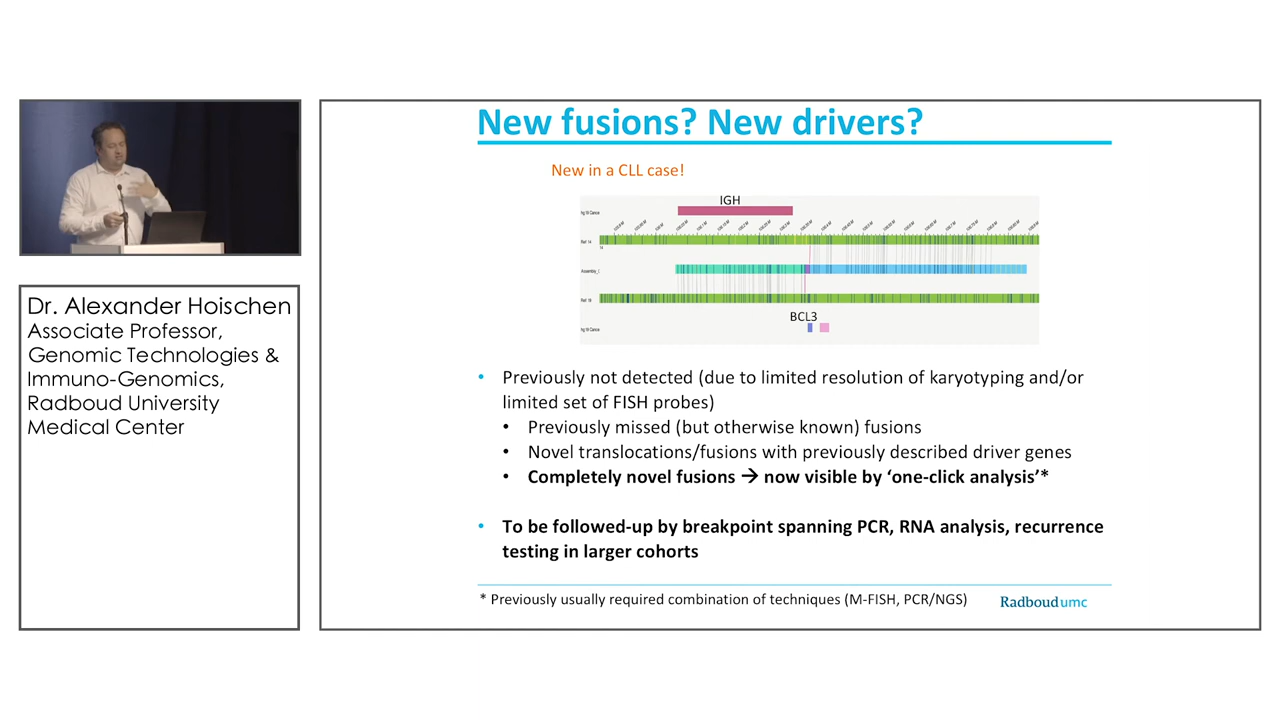 New fusions? New drivers?
New in a CLL case!
IGH
BCL3
• Previously not detected (due to limited resolution of karyotyping and/or
limited set of FISH probes)
• Previously missed (but otherwise known) fusions
• Novel translocations/fusions with previously described driver genes
• Completely novel fusions → now visible by ‘one-click analysis’*
• To be followed-up by breakpoint spanning PCR, RNA analysis, recurrence
testing in larger cohorts
* Previously usually required combination of techniques (M-FISH, PCR/NGS)
Radboudumc
Dr. Alexander Hoischen
Associate Professor,
Genomic Technologies &
Immuno-Genomics,
Radboud University
Medical Center